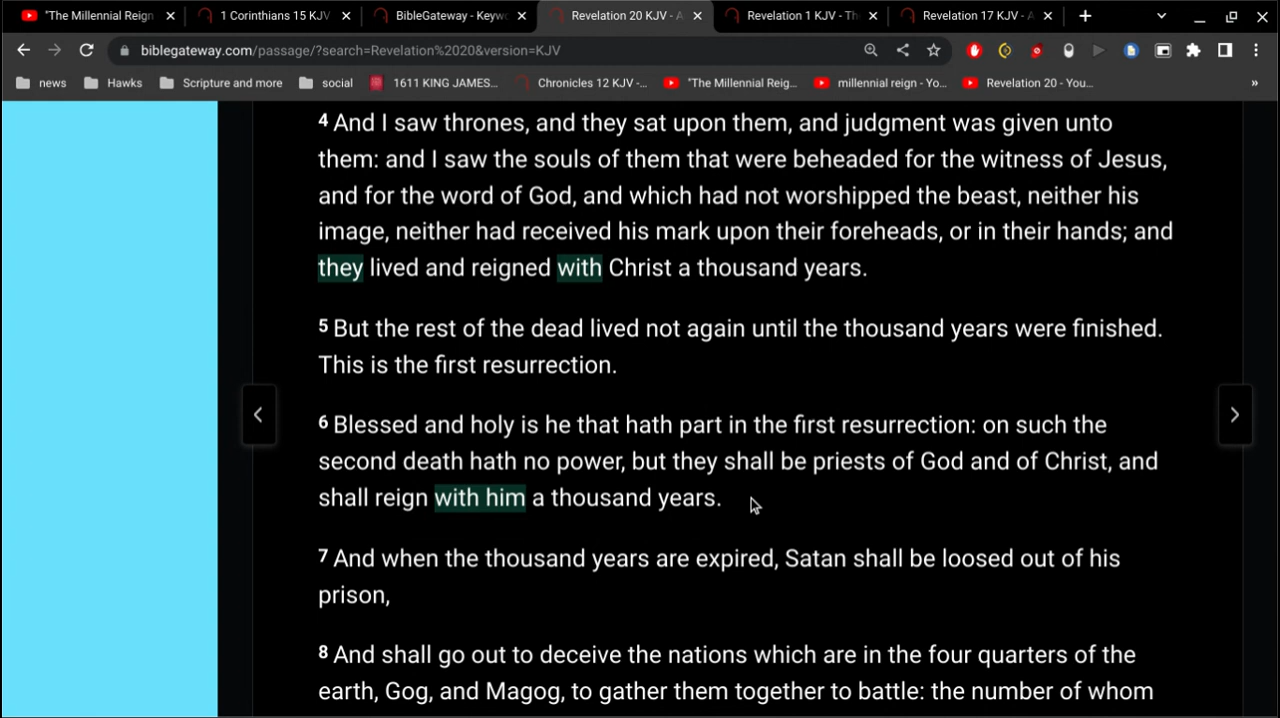 "The Millennial Reign
1 Corinthians 15 KJV
BibleGateway - Keyw
Revelation 20 KJV - A
Revelation 1 KJV - Th
Revelation 17 KJV - A
biblegateway.com/passage/?search=Revelation%2020&version=KJV
news
Hawks
Scripture and more
social
1611 KING JAMES...
Chronicles 12 KJV -...
"The Millennial Reig...
millennial reign - Yo...
Revelation 20 - You...
»
4 And I saw thrones, and they sat upon them, and judgment was given unto
them: and I saw the souls of them that were beheaded for the witness of Jesus,
and for the word of God, and which had not worshipped the beast, neither his
image, neither had received his mark upon their foreheads, or in their hands; and
they lived and reigned with Christ a thousand years.
5 But the rest of the dead lived not again until the thousand years were finished.
This is the first resurrection.
6 Blessed and holy is he that hath part in the first resurrection: on such the
second death hath no power, but they shall be priests of God and of Christ, and
shall reign with him a thousand years.
7 And when the thousand years are expired, Satan shall be loosed out of his
prison,
8 And shall go out to deceive the nations which are in the four quarters of the
earth, Gog, and Magog, to gather them together to battle: the number of whom